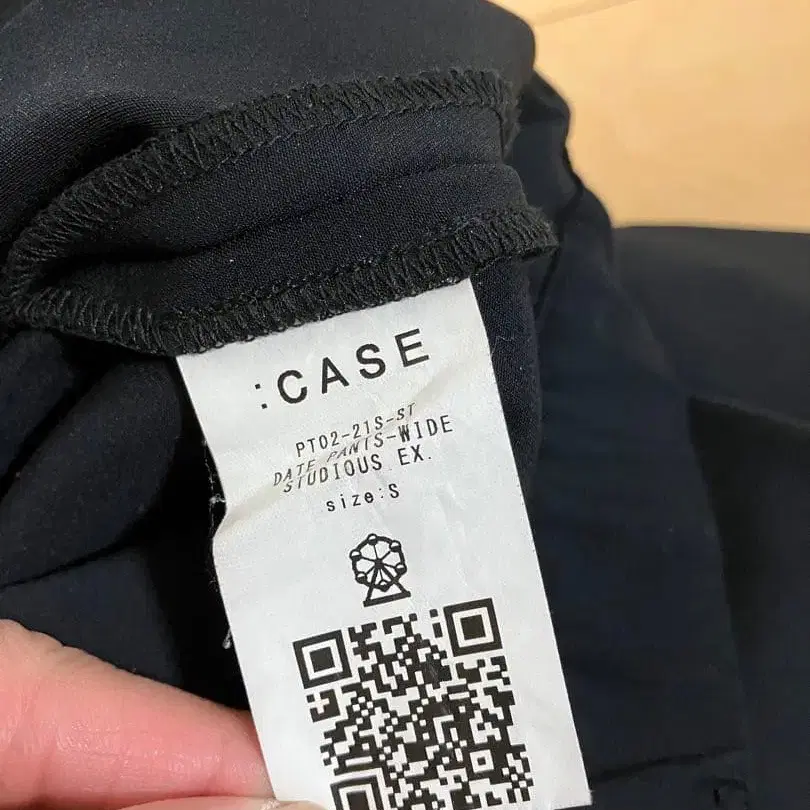 :CASE
PT02-21S-ST
DATE PANTS-WIDE
STUDIOUS EX.
size:S